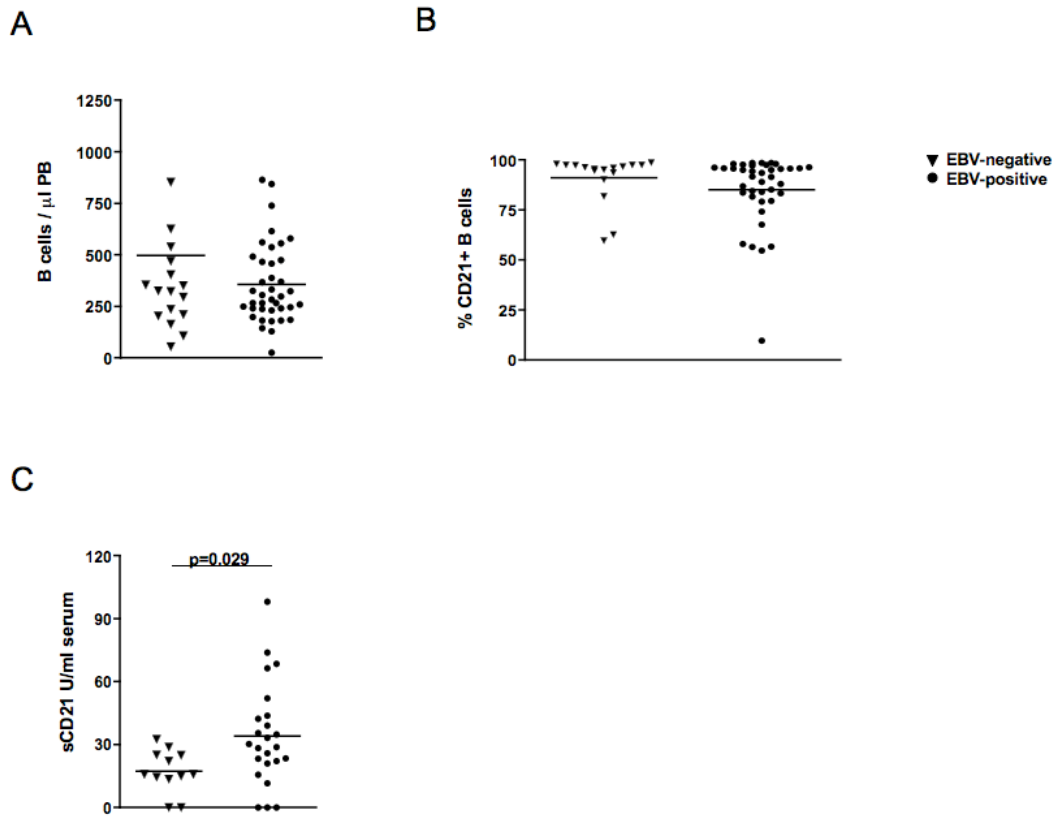 A
B
1250
1000
750
500
250
0
B cells / μl PB
100
75
50
25
0
% CD21+ B cells
EBV-negative
EBV-positive
C
p=0.029
120
90
60
30
0
sCD21 U/ml serum